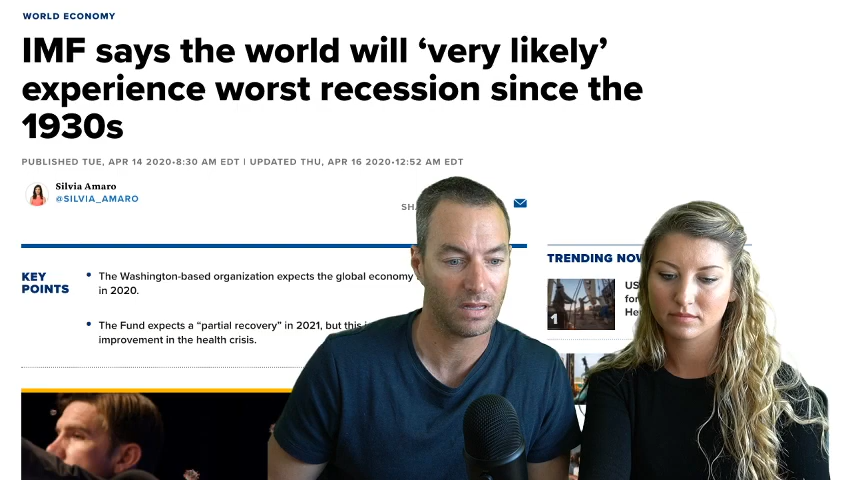 WORLD ECONOMY
IMF says the world will ‘very likely’
experience worst recession since the
1930s
PUBLISHED TUE, APR 14 2020•8:30 AM EDT | UPDATED THU, APR 16 2020•12:52 AM EDT
Silvia Amaro
@SILVIA_AMARO
KEY
POINTS
• The Washington-based organization expects the global economy
in 2020.
• The Fund expects a “partial recovery” in 2021, but this
improvement in the health crisis.
TRENDING NOW
1
US
for